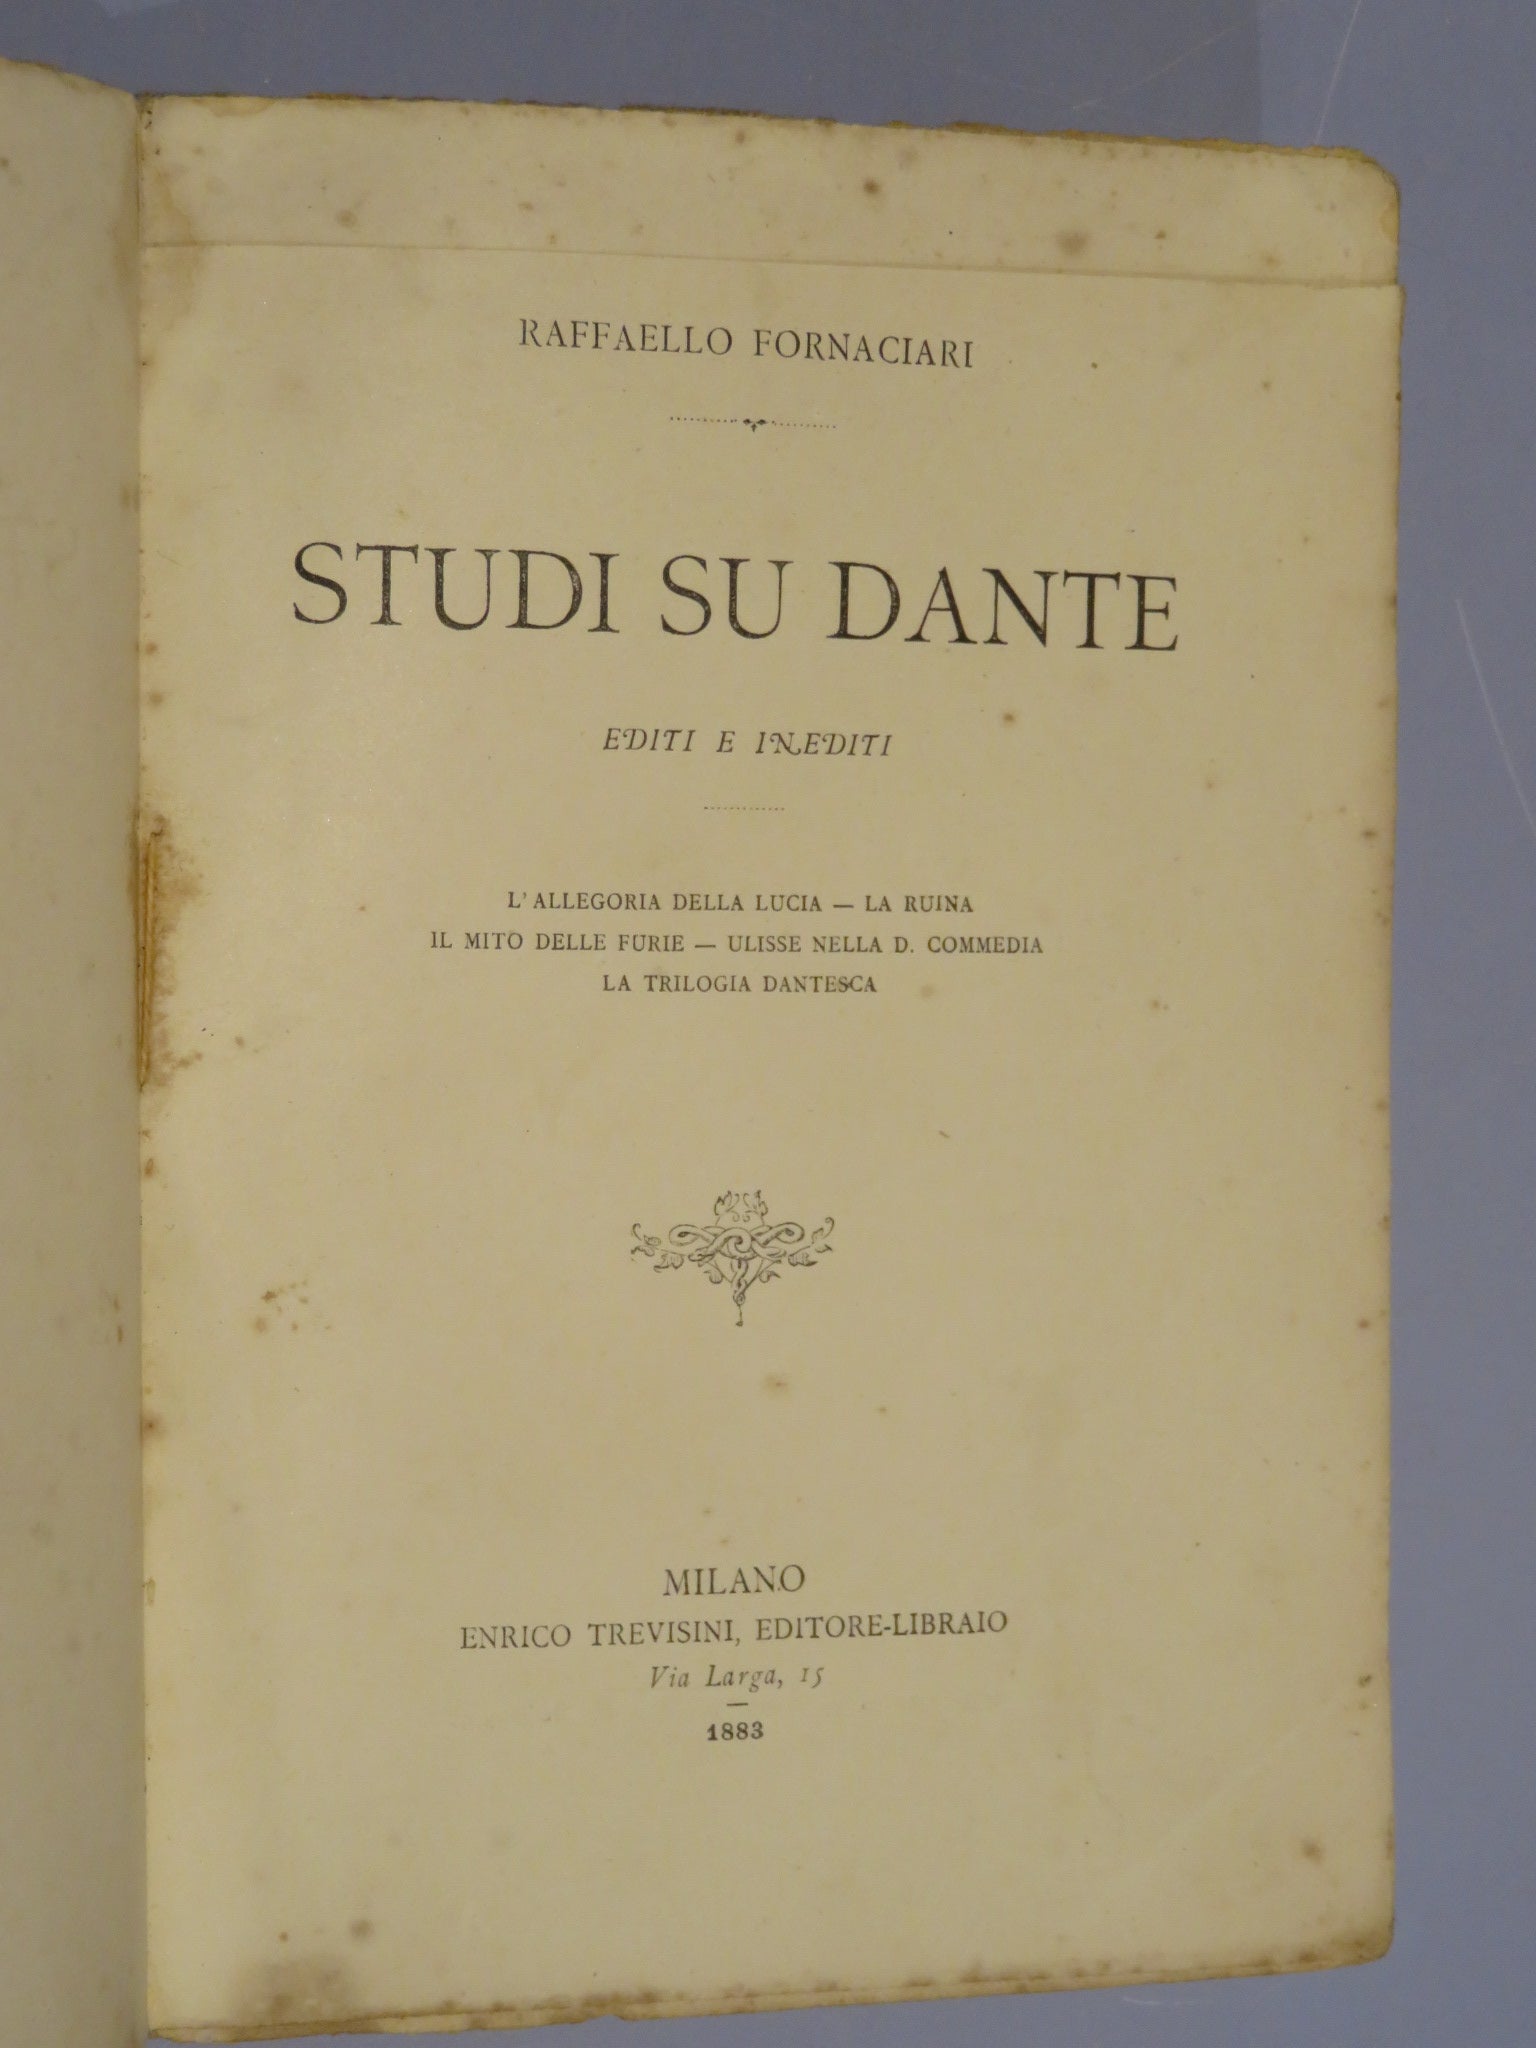 RAFFAELLO FORNACIARI
STUDI SU DANTE
EDITI E INEDITI
L'ALLEGORIA DELLA LUCIA — LA RUINA
IL MITO DELLE FURIE — ULISSE NELLA D. COMMEDIA
LA TRILOGIA DANTESCA
MILANO
ENRICO TREVISINI, EDITORE-LIBRAIO
Via Larga, 15
1883